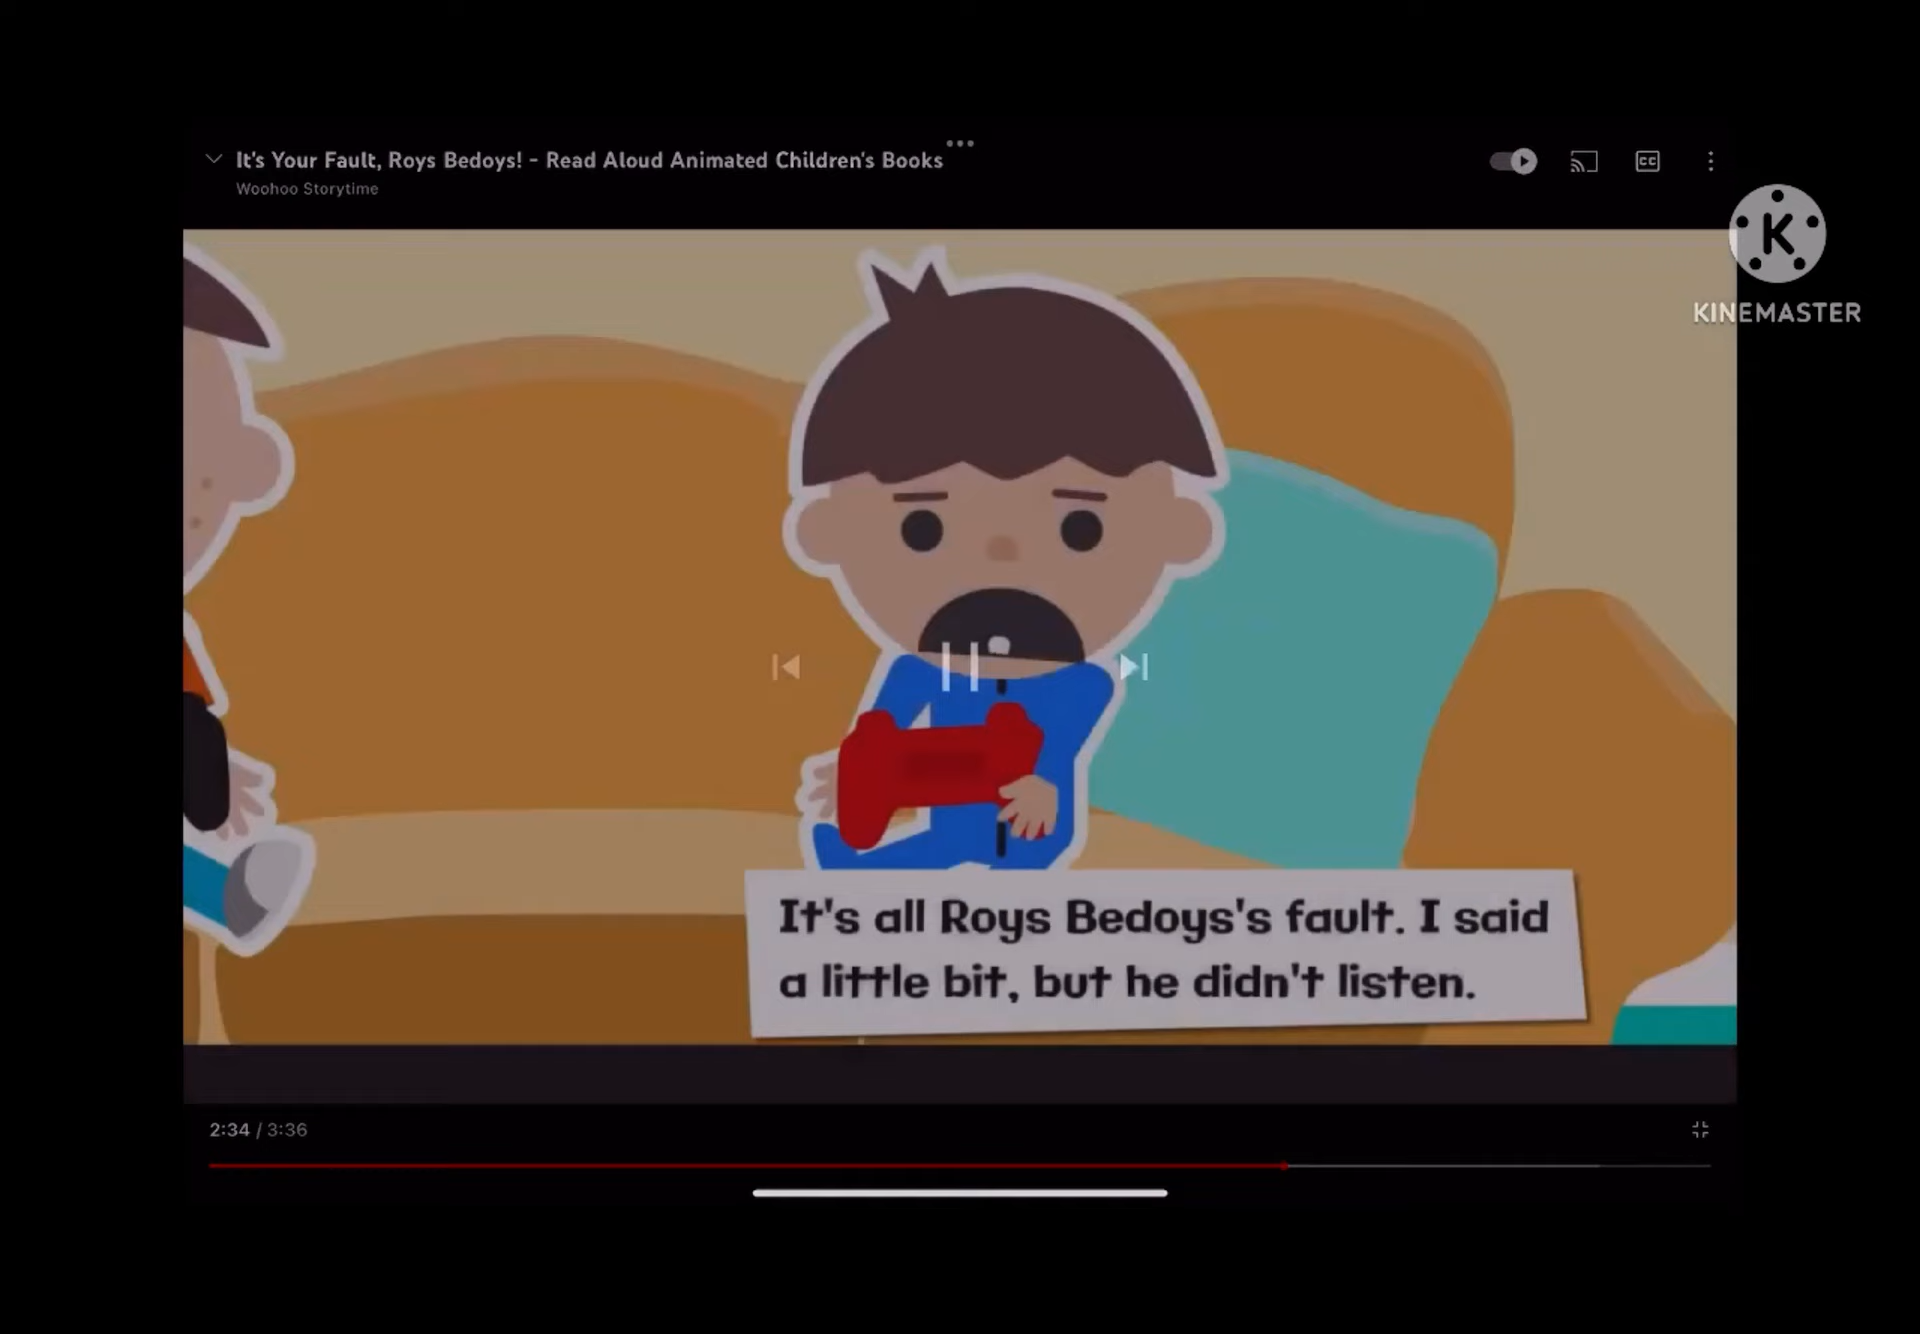 It's Your Fault, Roys Bedoys! - Read Aloud Animated Children's Books
Woohoo Storytime
CC
K
KINEMASTER
It's all Roys Bedoys's fault. I said
a little bit, but he didn't listen.
2:34 / 3:36